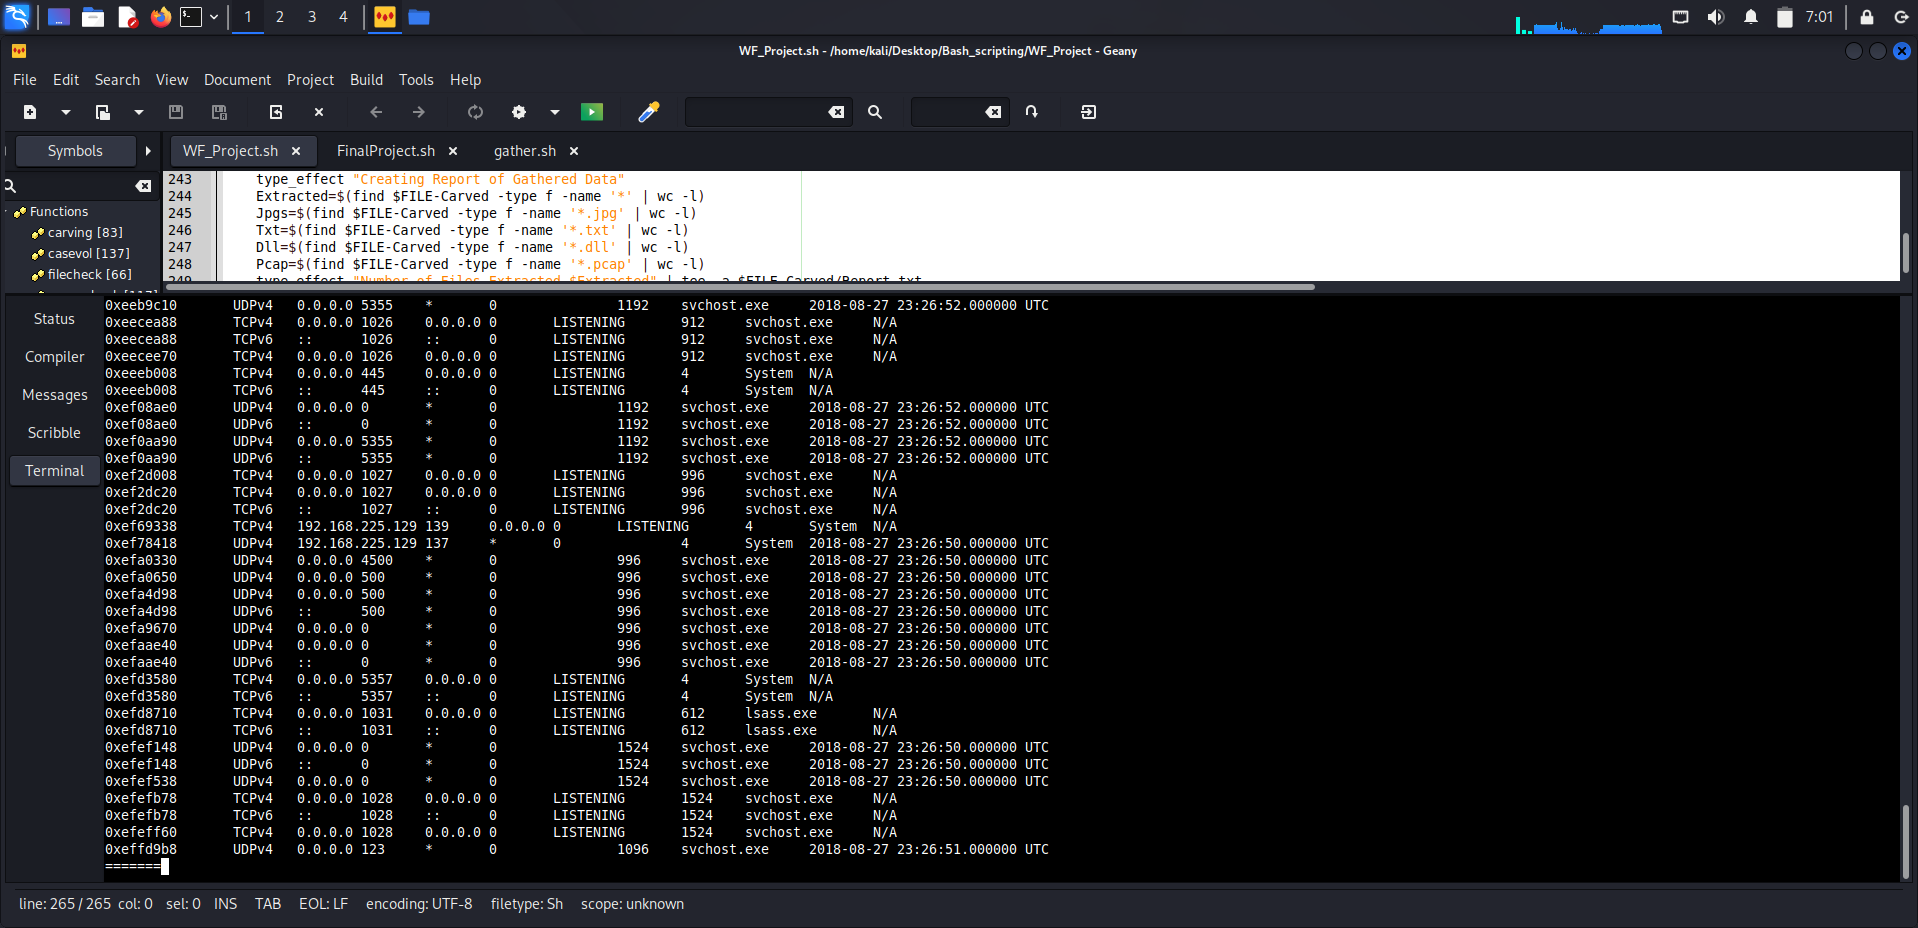 1 2 3 4 7:01
WF_Project.sh - /home/kali/Desktop/Bash_scripting/WF_Project - Geany
File Edit Search View Document Project Build Tools Help
Symbols WF_Project.sh × FinalProject.sh × gather.sh ×
243 type_effect "Creating Report of Gathered Data"
244 Extracted=$(find $FILE-Carved -type f -name '*' | wc -l)
245 Jpgs=$(find $FILE-Carved -type f -name '*.jpg' | wc -l)
246 Txt=$(find $FILE-Carved -type f -name '*.txt' | wc -l)
247 Dll=$(find $FILE-Carved -type f -name '*.dll' | wc -l)
248 Pcap=$(find $FILE-Carved -type f -name '*.pcap' | wc -l)
249 type_effect "Number of Files Extracted $Extracted" | tee -a $FILE-Carved/Report.txt
Functions
carving [83]
casevol [137]
filecheck [66]
Status
Compiler
Messages
Scribble
Terminal
0xeeb9c10 UDPv4 0.0.0.0 5355 * 0 1192 svchost.exe 2018-08-27 23:26:52.000000 UTC
0xeecea88 TCPv4 0.0.0.0 1026 0.0.0.0 0 LISTENING 912 svchost.exe N/A
0xeecea88 TCPv6 :: 1026 :: 0 LISTENING 912 svchost.exe N/A
0xeecee70 TCPv4 0.0.0.0 1026 0.0.0.0 0 LISTENING 912 svchost.exe N/A
0xeeeb008 TCPv4 0.0.0.0 445 0.0.0.0 0 LISTENING 4 System N/A
0xeeeb008 TCPv6 :: 445 :: 0 LISTENING 4 System N/A
0xef08ae0 UDPv4 0.0.0.0 0 * 0 1192 svchost.exe 2018-08-27 23:26:52.000000 UTC
0xef08ae0 UDPv6 :: 0 * 0 1192 svchost.exe 2018-08-27 23:26:52.000000 UTC
0xef0aa90 UDPv4 0.0.0.0 5355 * 0 1192 svchost.exe 2018-08-27 23:26:52.000000 UTC
0xef0aa90 UDPv6 :: 5355 * 0 1192 svchost.exe 2018-08-27 23:26:52.000000 UTC
0xef2d008 TCPv4 0.0.0.0 1027 0.0.0.0 0 LISTENING 996 svchost.exe N/A
0xef2dc20 TCPv4 0.0.0.0 1027 0.0.0.0 0 LISTENING 996 svchost.exe N/A
0xef2dc20 TCPv6 :: 1027 :: 0 LISTENING 996 svchost.exe N/A
0xef69338 TCPv4 192.168.225.129 139 0.0.0.0 0 LISTENING 4 System N/A
0xef78418 UDPv4 192.168.225.129 137 * 0 4 System 2018-08-27 23:26:50.000000 UTC
0xefa0330 UDPv4 0.0.0.0 4500 * 0 996 svchost.exe 2018-08-27 23:26:50.000000 UTC
0xefa0650 UDPv4 0.0.0.0 500 * 0 996 svchost.exe 2018-08-27 23:26:50.000000 UTC
0xefa4d98 UDPv4 0.0.0.0 500 * 0 996 svchost.exe 2018-08-27 23:26:50.000000 UTC
0xefa4d98 UDPv6 :: 500 * 0 996 svchost.exe 2018-08-27 23:26:50.000000 UTC
0xefa9670 UDPv4 0.0.0.0 0 * 0 996 svchost.exe 2018-08-27 23:26:50.000000 UTC
0xefaae40 UDPv4 0.0.0.0 0 * 0 996 svchost.exe 2018-08-27 23:26:50.000000 UTC
0xefaae40 UDPv6 :: 0 * 0 996 svchost.exe 2018-08-27 23:26:50.000000 UTC
0xefd3580 TCPv4 0.0.0.0 5357 0.0.0.0 0 LISTENING 4 System N/A
0xefd3580 TCPv6 :: 5357 :: 0 LISTENING 4 System N/A
0xefd8710 TCPv4 0.0.0.0 1031 0.0.0.0 0 LISTENING 612 lsass.exe N/A
0xefd8710 TCPv6 :: 1031 :: 0 LISTENING 612 lsass.exe N/A
0xefef148 UDPv4 0.0.0.0 0 * 0 1524 svchost.exe 2018-08-27 23:26:50.000000 UTC
0xefef148 UDPv6 :: 0 * 0 1524 svchost.exe 2018-08-27 23:26:50.000000 UTC
0xefef538 UDPv4 0.0.0.0 0 * 0 1524 svchost.exe 2018-08-27 23:26:50.000000 UTC
0xefefb78 TCPv4 0.0.0.0 1028 0.0.0.0 0 LISTENING 1524 svchost.exe N/A
0xefefb78 TCPv6 :: 1028 :: 0 LISTENING 1524 svchost.exe N/A
0xefeff60 TCPv4 0.0.0.0 1028 0.0.0.0 0 LISTENING 1524 svchost.exe N/A
0xeffd9b8 UDPv4 0.0.0.0 123 * 0 1096 svchost.exe 2018-08-27 23:26:51.000000 UTC
=======
line: 265 / 265 col: 0 sel: 0 INS TAB EOL: LF encoding: UTF-8 filetype: Sh scope: unknown